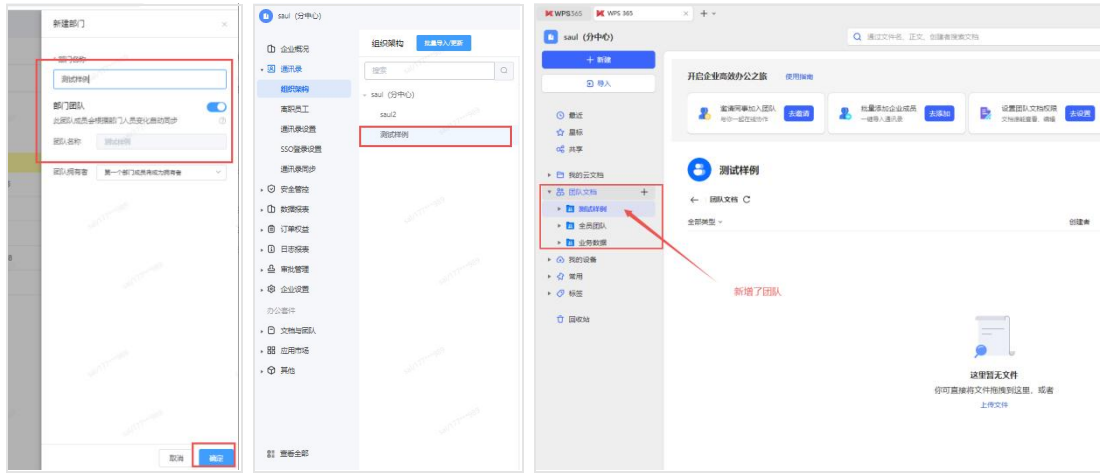 新建部门
* 部门名称
测试样例
部门团队
此团队成员会根据部门人员变化自动同步
团队名称
测试样例
团队拥有者
第一个部门成员将成为拥有者
取消
确定
saul (分中心)
企业概况
通讯录
组织架构
离职员工
通讯录设置
SSO登录设置
通讯录同步
安全管控
数据报表
订单权益
日志报表
审批管理
企业设置
办公套件
文档与团队
应用市场
其他
查看全部
组织架构
批量导入/更新
搜索
saul (分中心)
saul2
测试样例
WPS365
WPS 365
saul (分中心)
通过文件名、正文、创建者搜索文档
+ 新建
导入
最近
星标
共享
我的云文档
团队文档
测试样例
全员团队
业务数据
我的设备
常用
标签
回收站
开启企业高效办公之旅
使用指南
邀请同事加入团队
与你一起在线协作
去邀请
批量添加企业成员
一键导入通讯录
去添加
设置团队文档权限
去设置
测试样例
团队文档
全部类型
创建者
新增了团队
这里暂无文件
你可直接将文件拖拽到这里，或者
上传文件